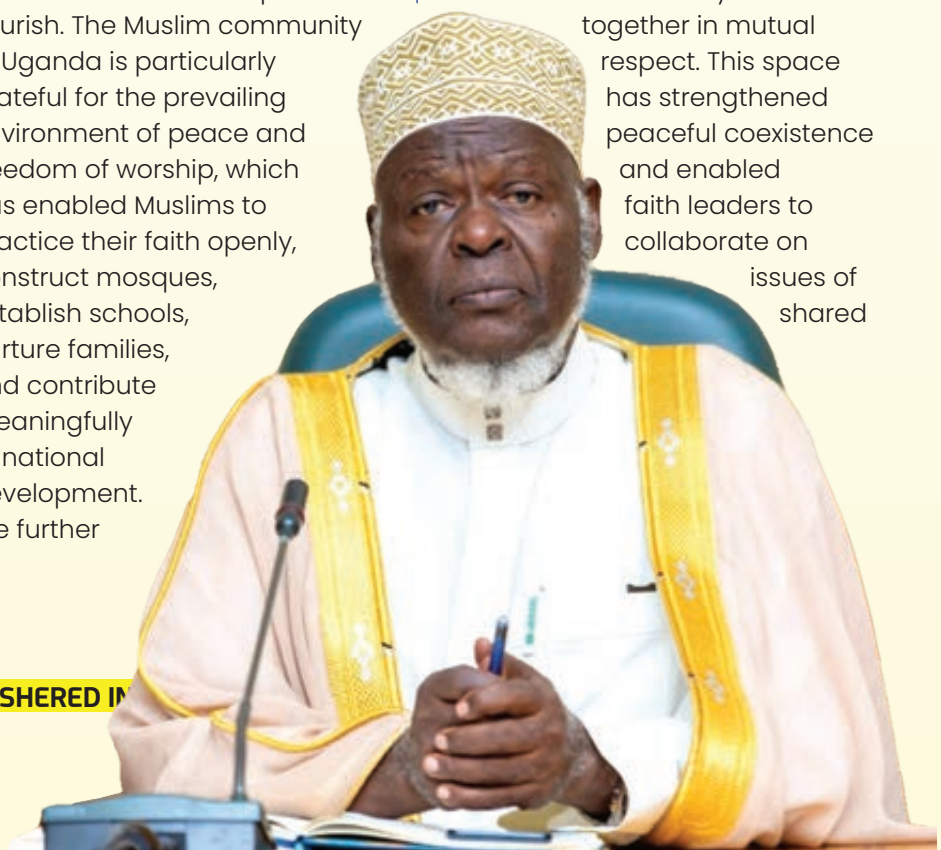 urish. The Muslim community
Uganda is particularly
ateful for the prevailing
vironment of peace and
edom of worship, which
s enabled Muslims to
actice their faith openly,
nstruct mosques,
tablish schools,
rture families,
d contribute
eaningfully
national
velopment.
e further
SHERED IN
together in mutual
respect. This space
has strengthened
peaceful coexistence
and enabled
faith leaders to
collaborate on
issues of
shared